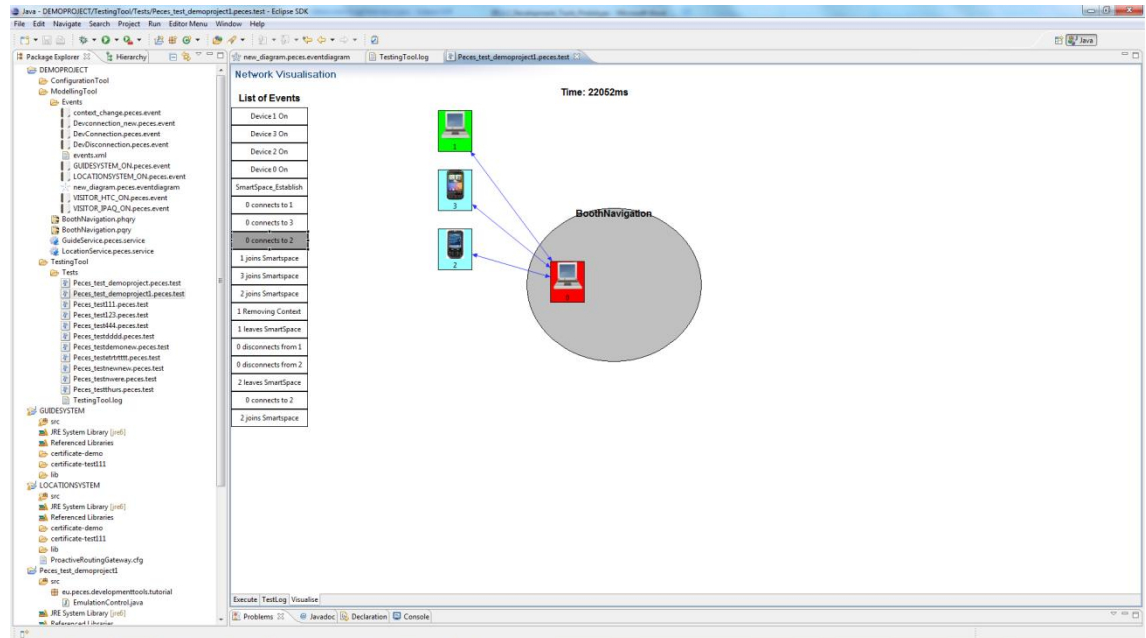 Java - DEMOPROJECT/TestingTool/Tests/Peces_test_demoproject1.peces.test - Eclipse SDK
File Edit Navigate Search Project Run Editor Menu Window Help
Java
Package Explorer Hierarchy
new_diagram.peces.eventdiagram TestingTool.log Peces_test_demoproject1.peces.test
DEMOPROJECT
ConfigurationTool
ModellingTool
Events
context_change.peces.event
Devconnection_new.peces.event
DevConnection.peces.event
DevDisconnection.peces.event
events.xml
GUIDESYSTEM_ON.peces.event
LOCATIONSYSTEM_ON.peces.event
new_diagram.peces.eventdiagram
VISITOR_HTC_ON.peces.event
VISITOR_IPAQ_ON.peces.event
BoothNavigation.phqry
BoothNavigation.pqry
GuideService.peces.service
LocationService.peces.service
TestingTool
Tests
Peces_test_demoproject.peces.test
Peces_test_demoproject1.peces.test
Peces_test111.peces.test
Peces_test123.peces.test
Peces_test444.peces.test
Peces_testdddd.peces.test
Peces_testdemonew.peces.test
Peces_testetrtrtttt.peces.test
Peces_testnewnew.peces.test
Peces_testnwere.peces.test
Peces_testthurs.peces.test
TestingTool.log
GUIDESYSTEM
src
JRE System Library [jre6]
Referenced Libraries
certificate-demo
certificate-test111
lib
LOCATIONSYSTEM
src
JRE System Library [jre6]
Referenced Libraries
certificate-demo
certificate-test111
lib
ProactiveRoutingGateway.cfg
Peces_test_demoproject1
src
eu.peces.developmenttools.tutorial
EmulationControl.java
JRE System Library [jre6]
Referenced Libraries
Network Visualisation
List of Events
Device 1 On
Device 3 On
Device 2 On
Device 0 On
SmartSpace_Establish
0 connects to 1
0 connects to 3
0 connects to 2
1 joins Smartspace
3 joins Smartspace
2 joins Smartspace
1 Removing Context
1 leaves SmartSpace
0 disconnects from 1
0 disconnects from 2
2 leaves SmartSpace
0 connects to 2
2 joins Smartspace
Time: 22052ms
1
3
2
BoothNavigation
0
Execute TestLog Visualise
Problems Javadoc Declaration Console